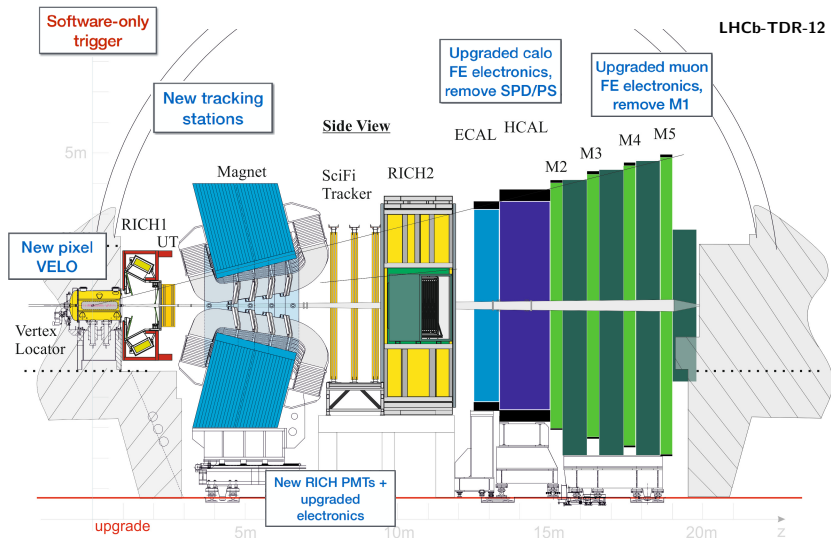 Software-only
trigger
LHCb-TDR-12
Upgraded calo
FE electronics,
remove SPD/PS
Upgraded muon
FE electronics,
remove M1
New tracking
stations
Side View
ECAL
HCAL
M2
M3
M4
M5
5m
Magnet
SciFi
Tracker
RICH2
RICH1
UT
New pixel
VELO
Vertex
Locator
New RICH PMTs +
upgraded
electronics
upgrade
5m
10m
15m
20m
z